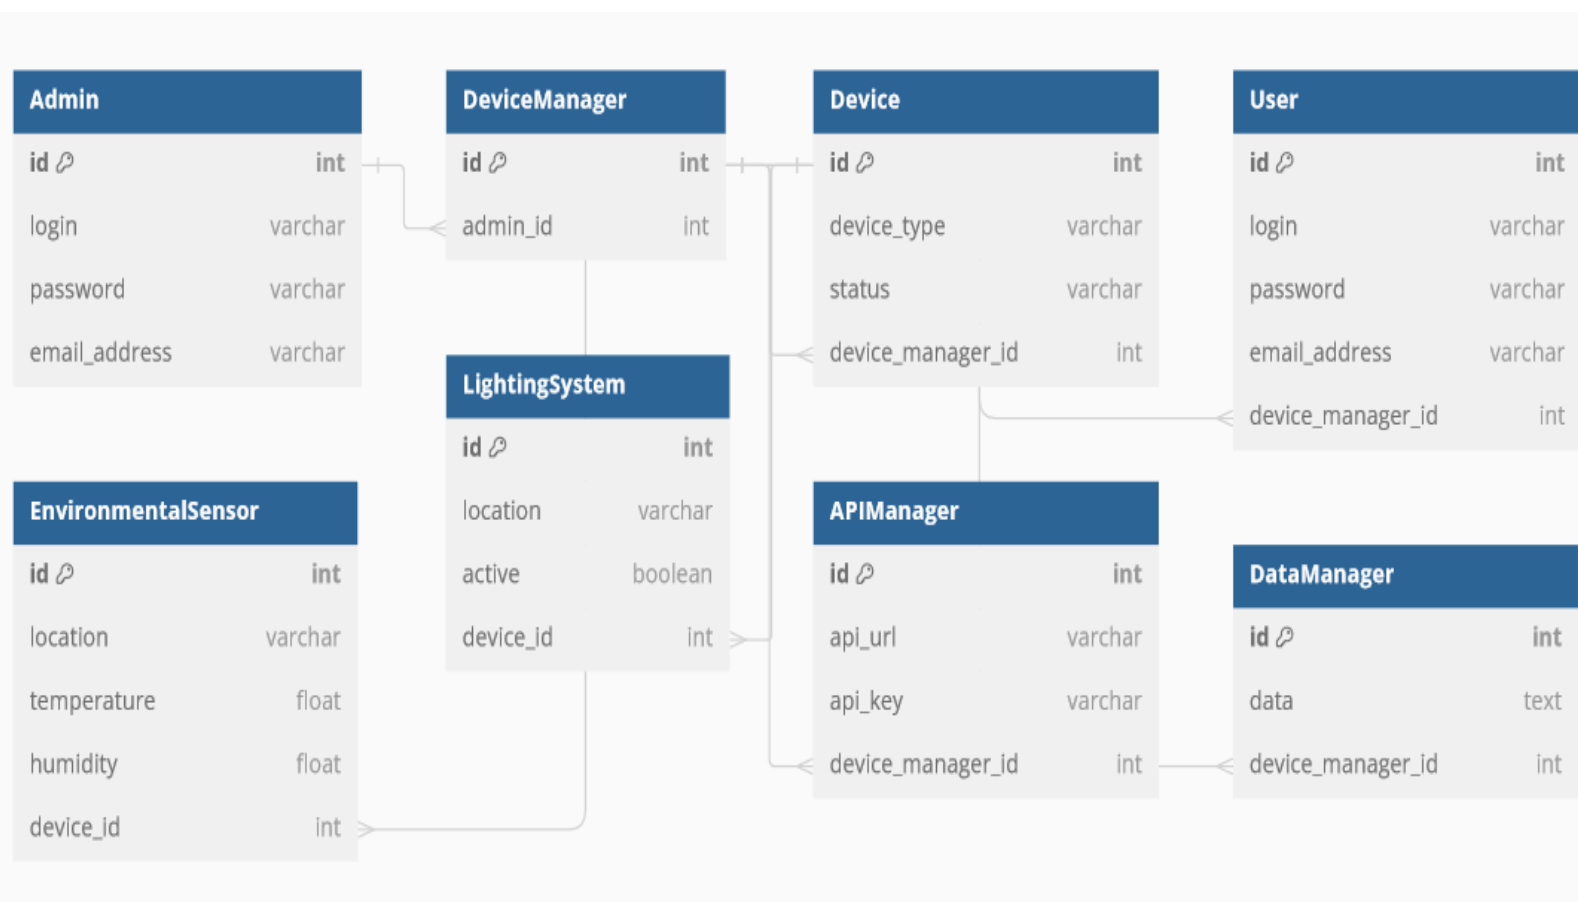 Admin
id int
login varchar
password varchar
email_address varchar
DeviceManager
id int
admin_id int
Device
id int
device_type varchar
status varchar
device_manager_id int
User
id int
login varchar
password varchar
email_address varchar
device_manager_id int
LightingSystem
id int
location varchar
active boolean
device_id int
EnvironmentalSensor
id int
location varchar
temperature float
humidity float
device_id int
APIManager
id int
api_url varchar
api_key varchar
device_manager_id int
DataManager
id int
data text
device_manager_id int